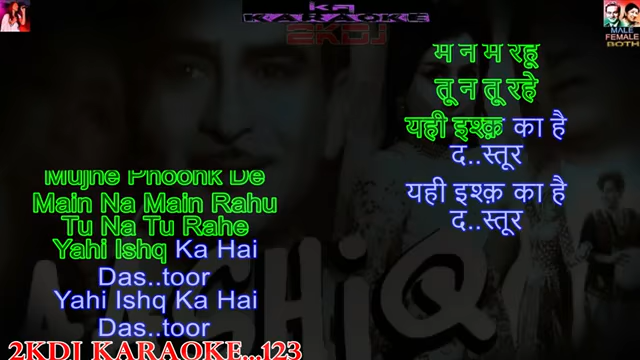 KARAOKE
2KDJ
MALE
FEMALE
BOTH
म न म रहू
तू न तू रहे
यही इश्क़ का है
द..स्तूर
यही इश्क़ का है
द..स्तूर
Mujhe Phoonk De
Main Na Main Rahu
Tu Na Tu Rahe
Yahi Ishq Ka Hai
Das..toor
Yahi Ishq Ka Hai
Das..toor
AASHIQ
2KDJ KARAOKE...123